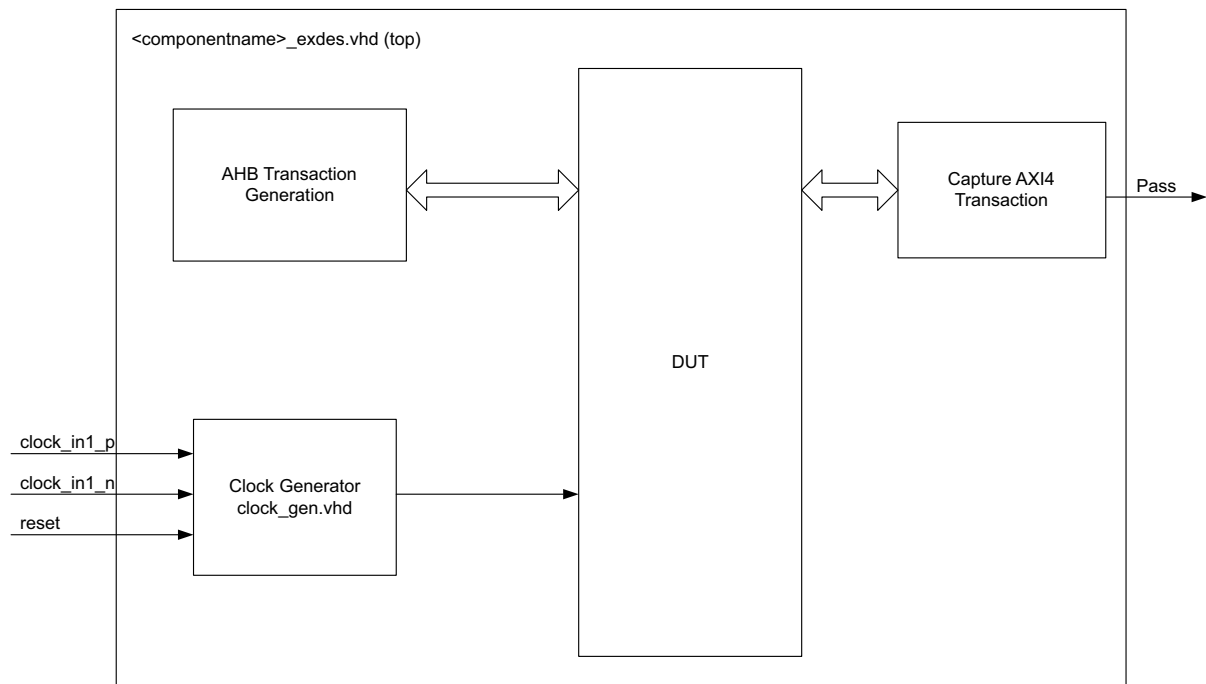 <componentname>_exdes.vhd (top)
AHB Transaction
Generation
Capture AXI4
Transaction
Pass
DUT
clock_in1_p
clock_in1_n
reset
Clock Generator
clock_gen.vhd